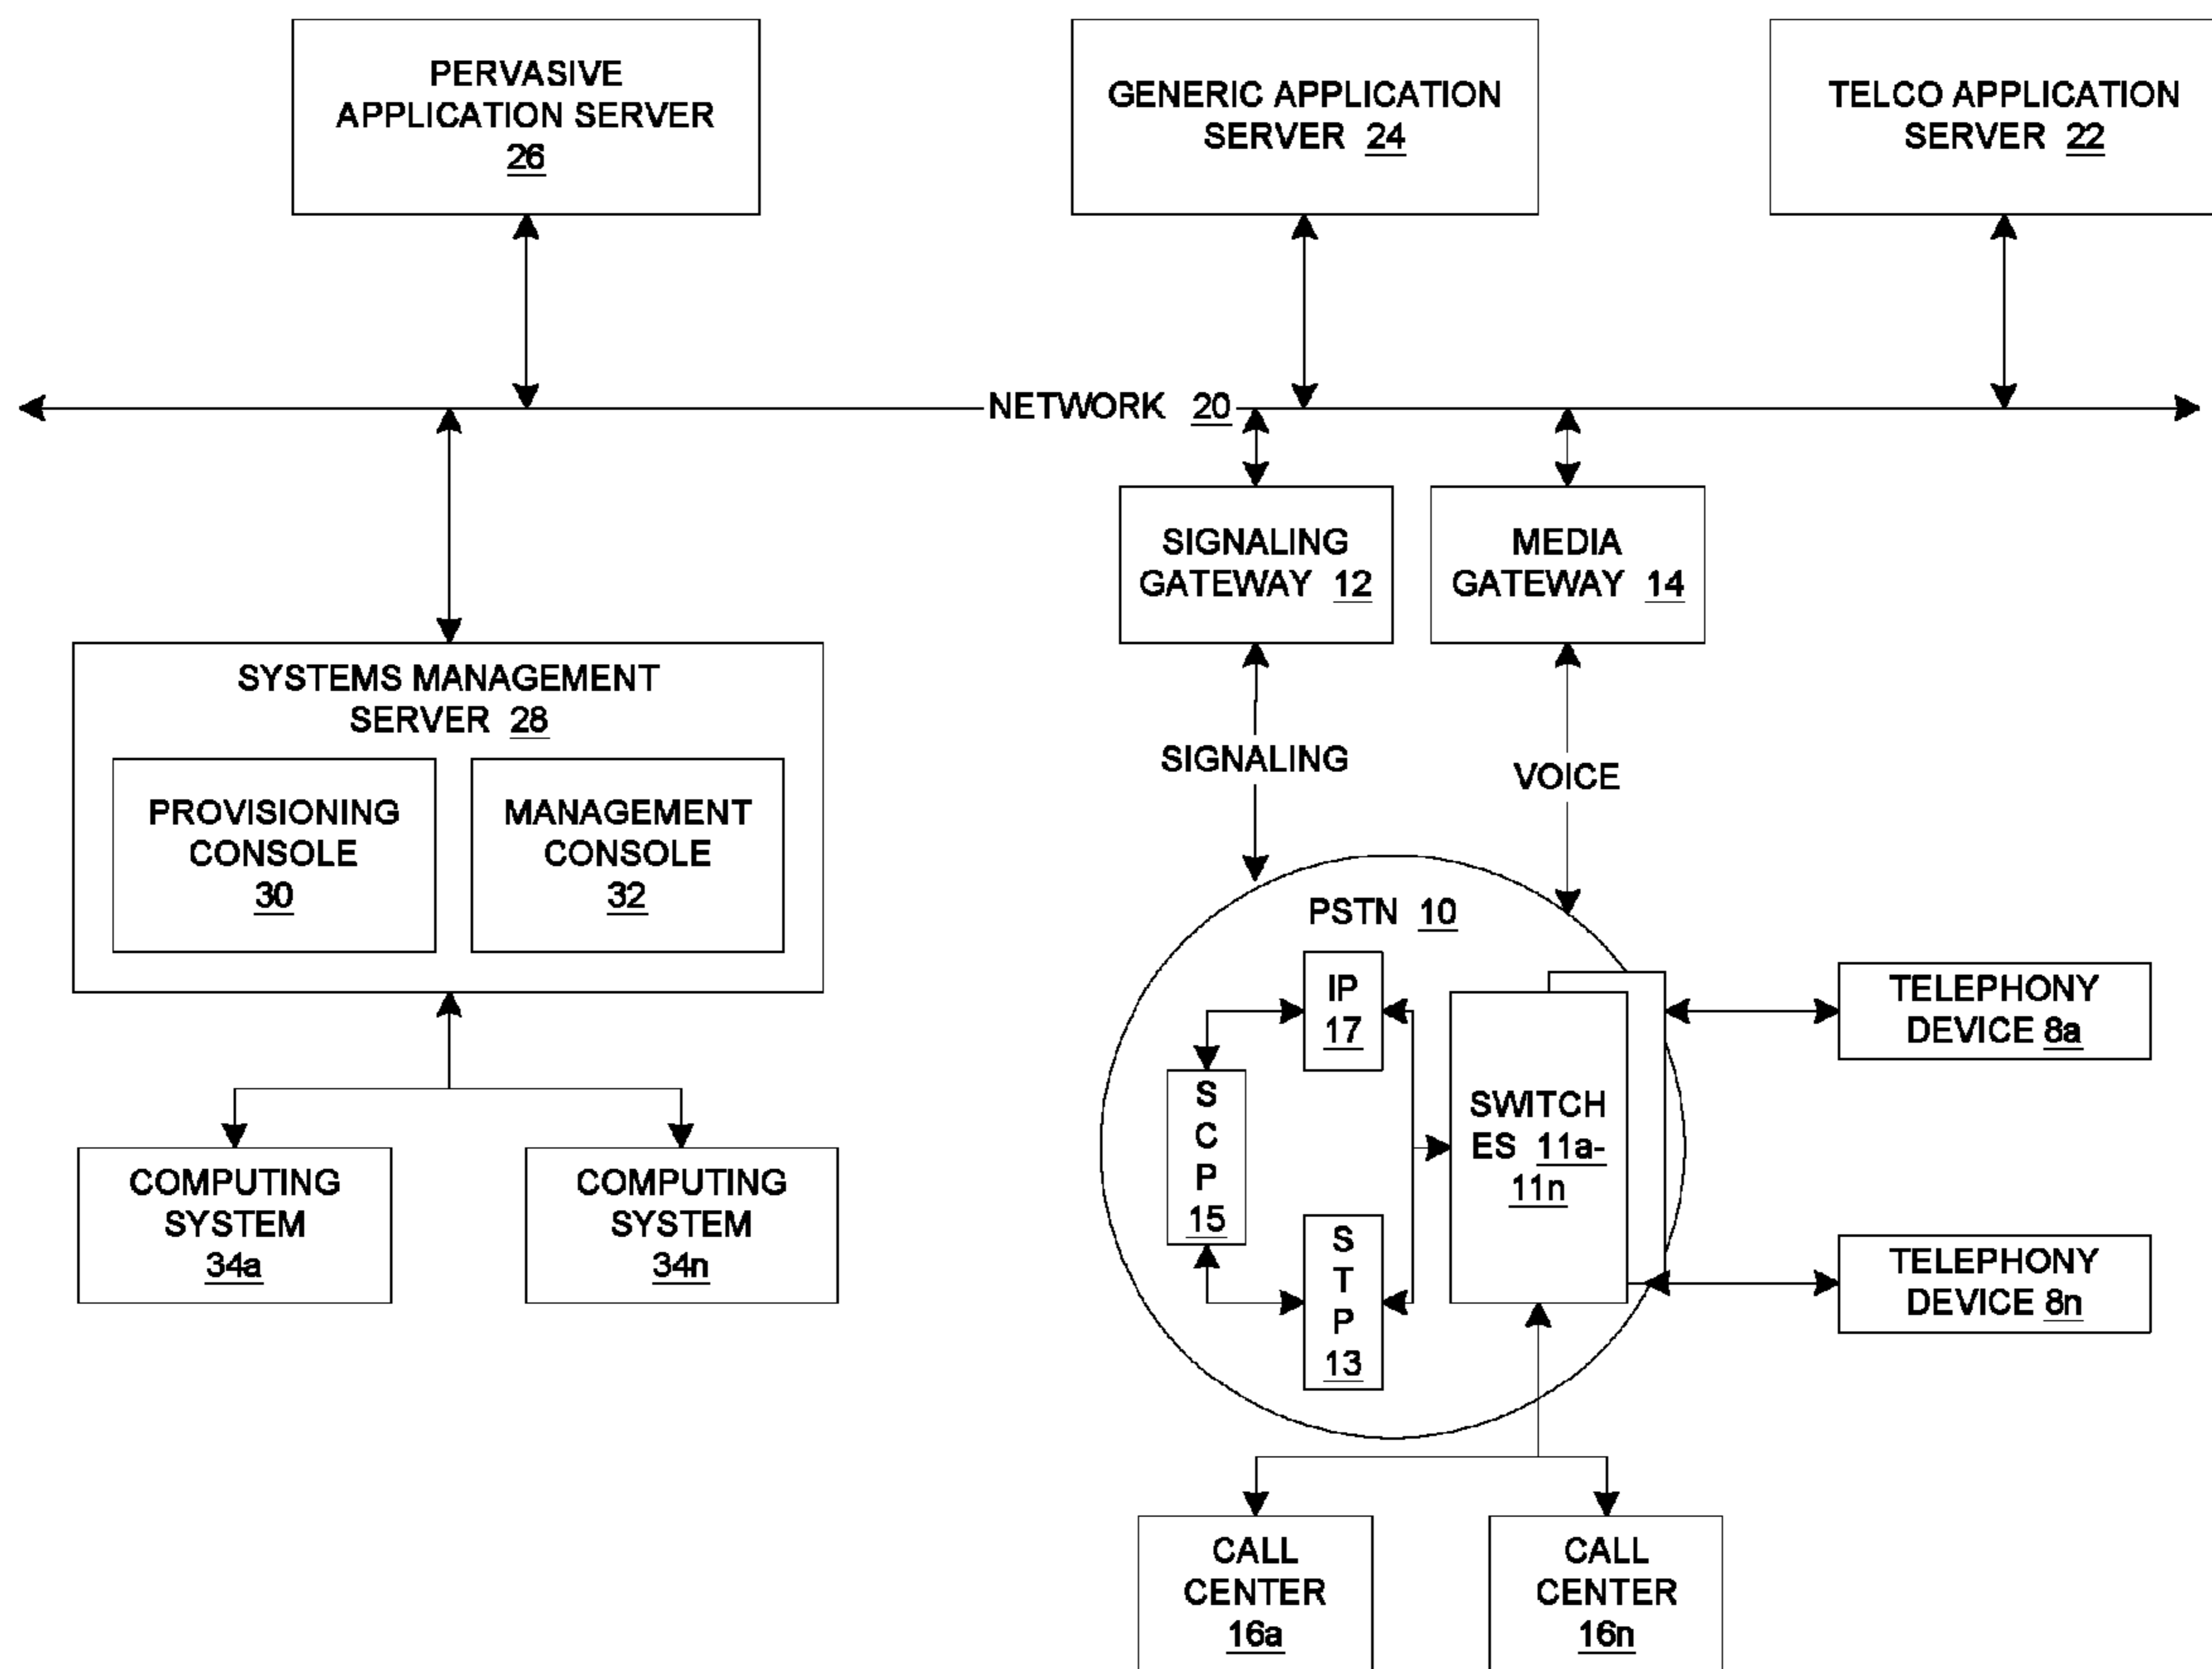 PERVASIVE
APPLICATION SERVER
26
GENERIC APPLICATION
SERVER 24
TELCO APPLICATION
SERVER 22
NETWORK 20
SIGNALING
GATEWAY 12
MEDIA
GATEWAY 14
SYSTEMS MANAGEMENT
SERVER 28
PROVISIONING
CONSOLE
30
MANAGEMENT
CONSOLE
32
SIGNALING
VOICE
PSTN 10
IP
17
S
C
P
15
S
T
P
13
SWITCH
ES 11a-
11n
TELEPHONY
DEVICE 8a
TELEPHONY
DEVICE 8n
COMPUTING
SYSTEM
34a
COMPUTING
SYSTEM
34n
CALL
CENTER
16a
CALL
CENTER
16n